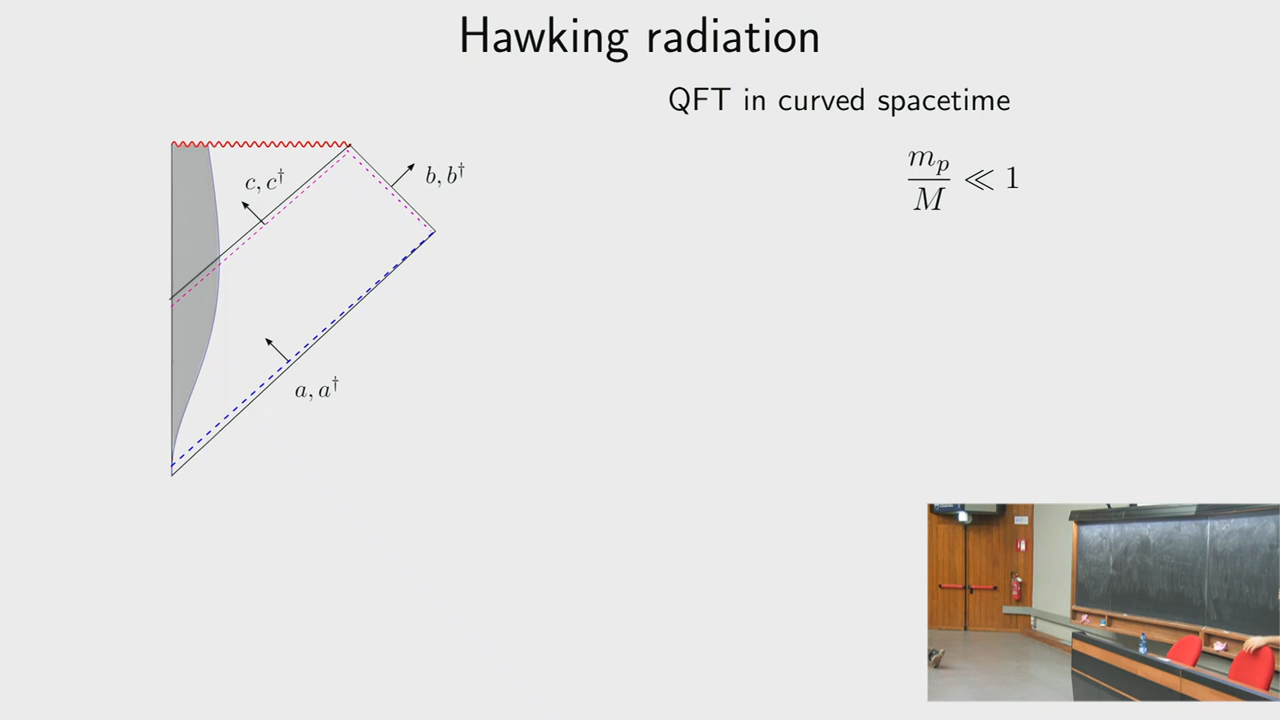 Hawking radiation
QFT in curved spacetime
m_p/M ≪ 1
c, c†
b, b†
a, a†